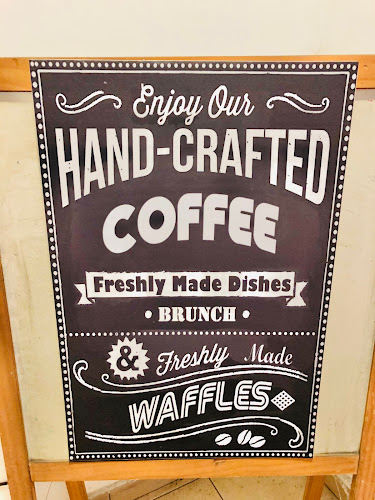 Enjoy Our
HAND-CRAFTED
COFFEE
Freshly Made Dishes
• BRUNCH •
& Freshly Made
WAFFLES